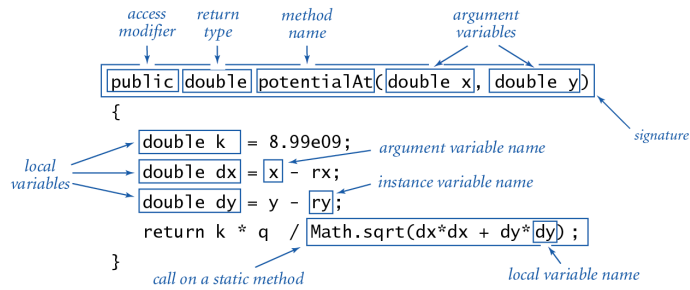 access modifier
return type
method name
argument variables
public double potentialAt(double x, double y)
signature
{
local variables
double k = 8.99e09;
argument variable name
double dx = x - rx;
instance variable name
double dy = y - ry;
return k * q / Math.sqrt(dx*dx + dy*dy);
}
call on a static method
local variable name